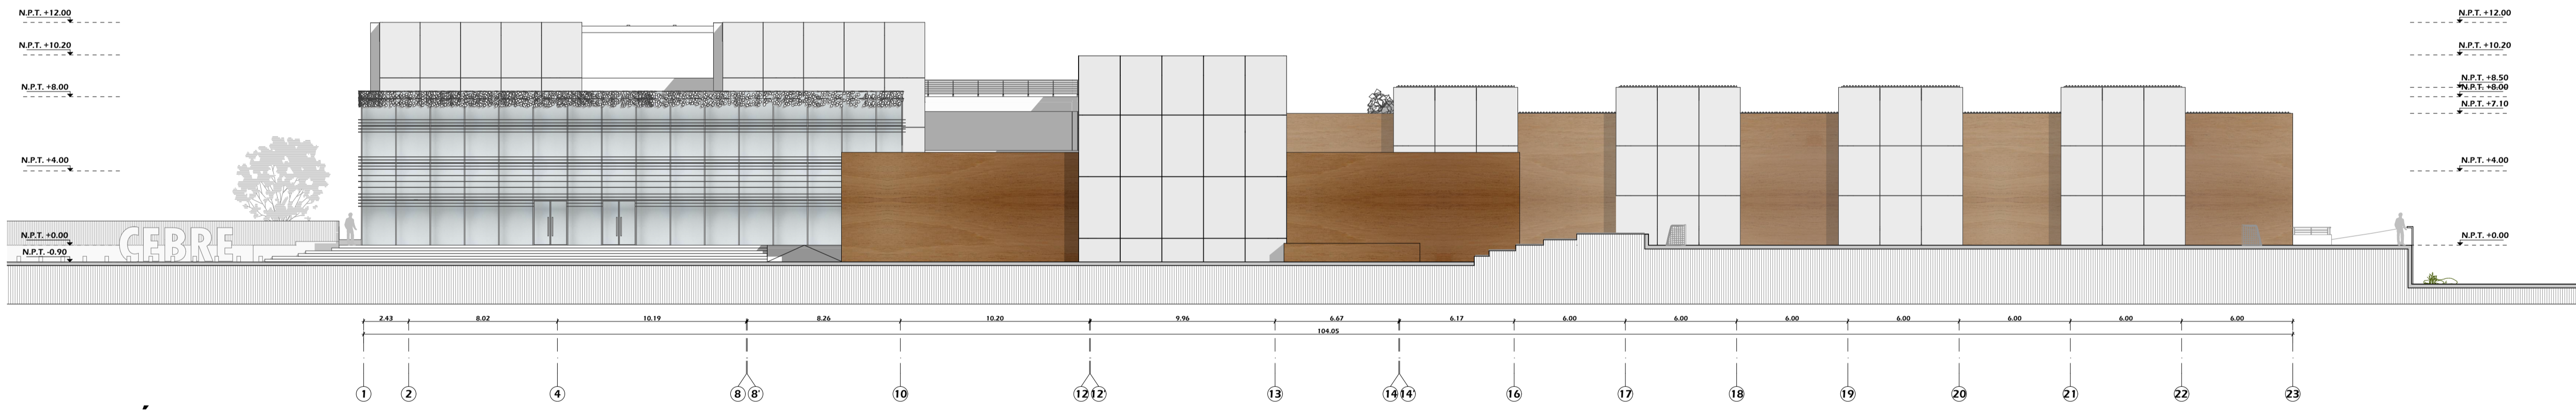 N.P.T. +12.00
N.P.T. +10.20
N.P.T. +8.00
N.P.T. +4.00
N.P.T. +0.00
N.P.T. -0.90
CEBRE
N.P.T. +12.00
N.P.T. +10.20
N.P.T. +8.50
N.P.T. +8.00
N.P.T. +7.10
N.P.T. +4.00
N.P.T. +0.00
2.43 8.02 10.19 8.26 10.20 9.96 6.67 6.17 6.00 6.00 6.00 6.00 6.00 6.00 6.00
104.05
1 2 4 8 8' 10 12 12' 13 14 14' 16 17 18 19 20 21 22 23